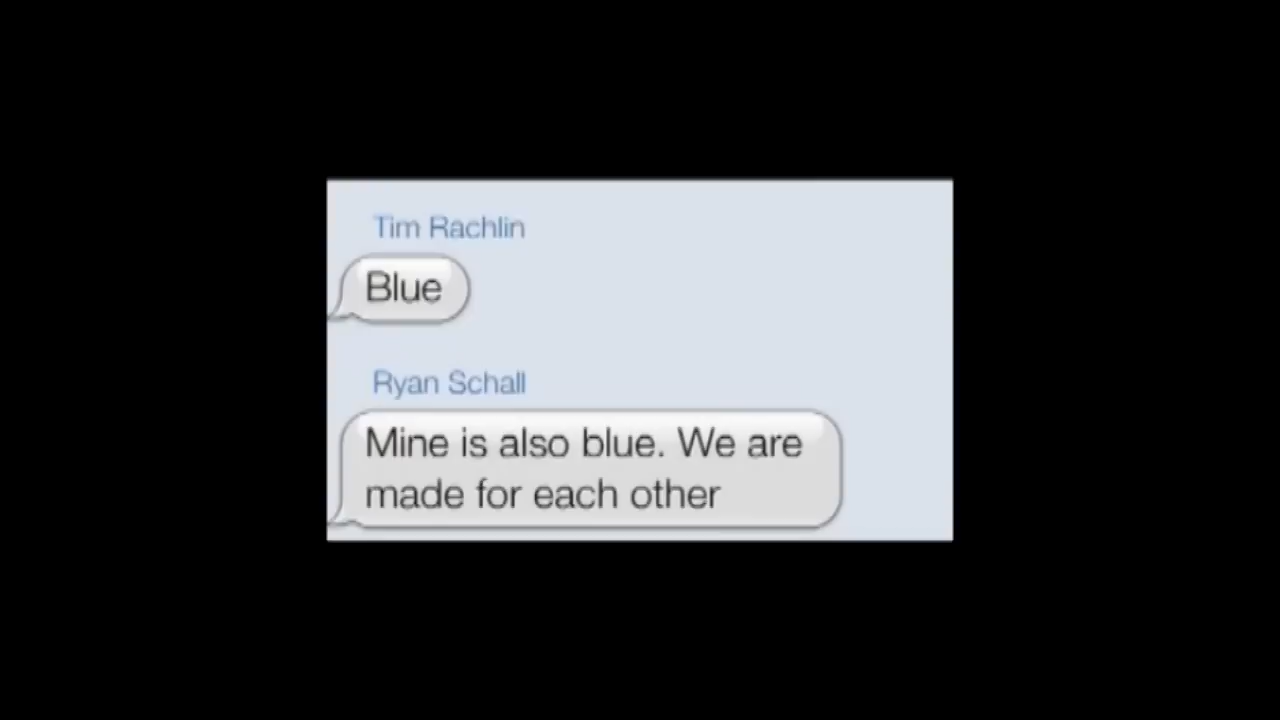 Tim Rachlin
Blue
Ryan Schall
Mine is also blue. We are
made for each other